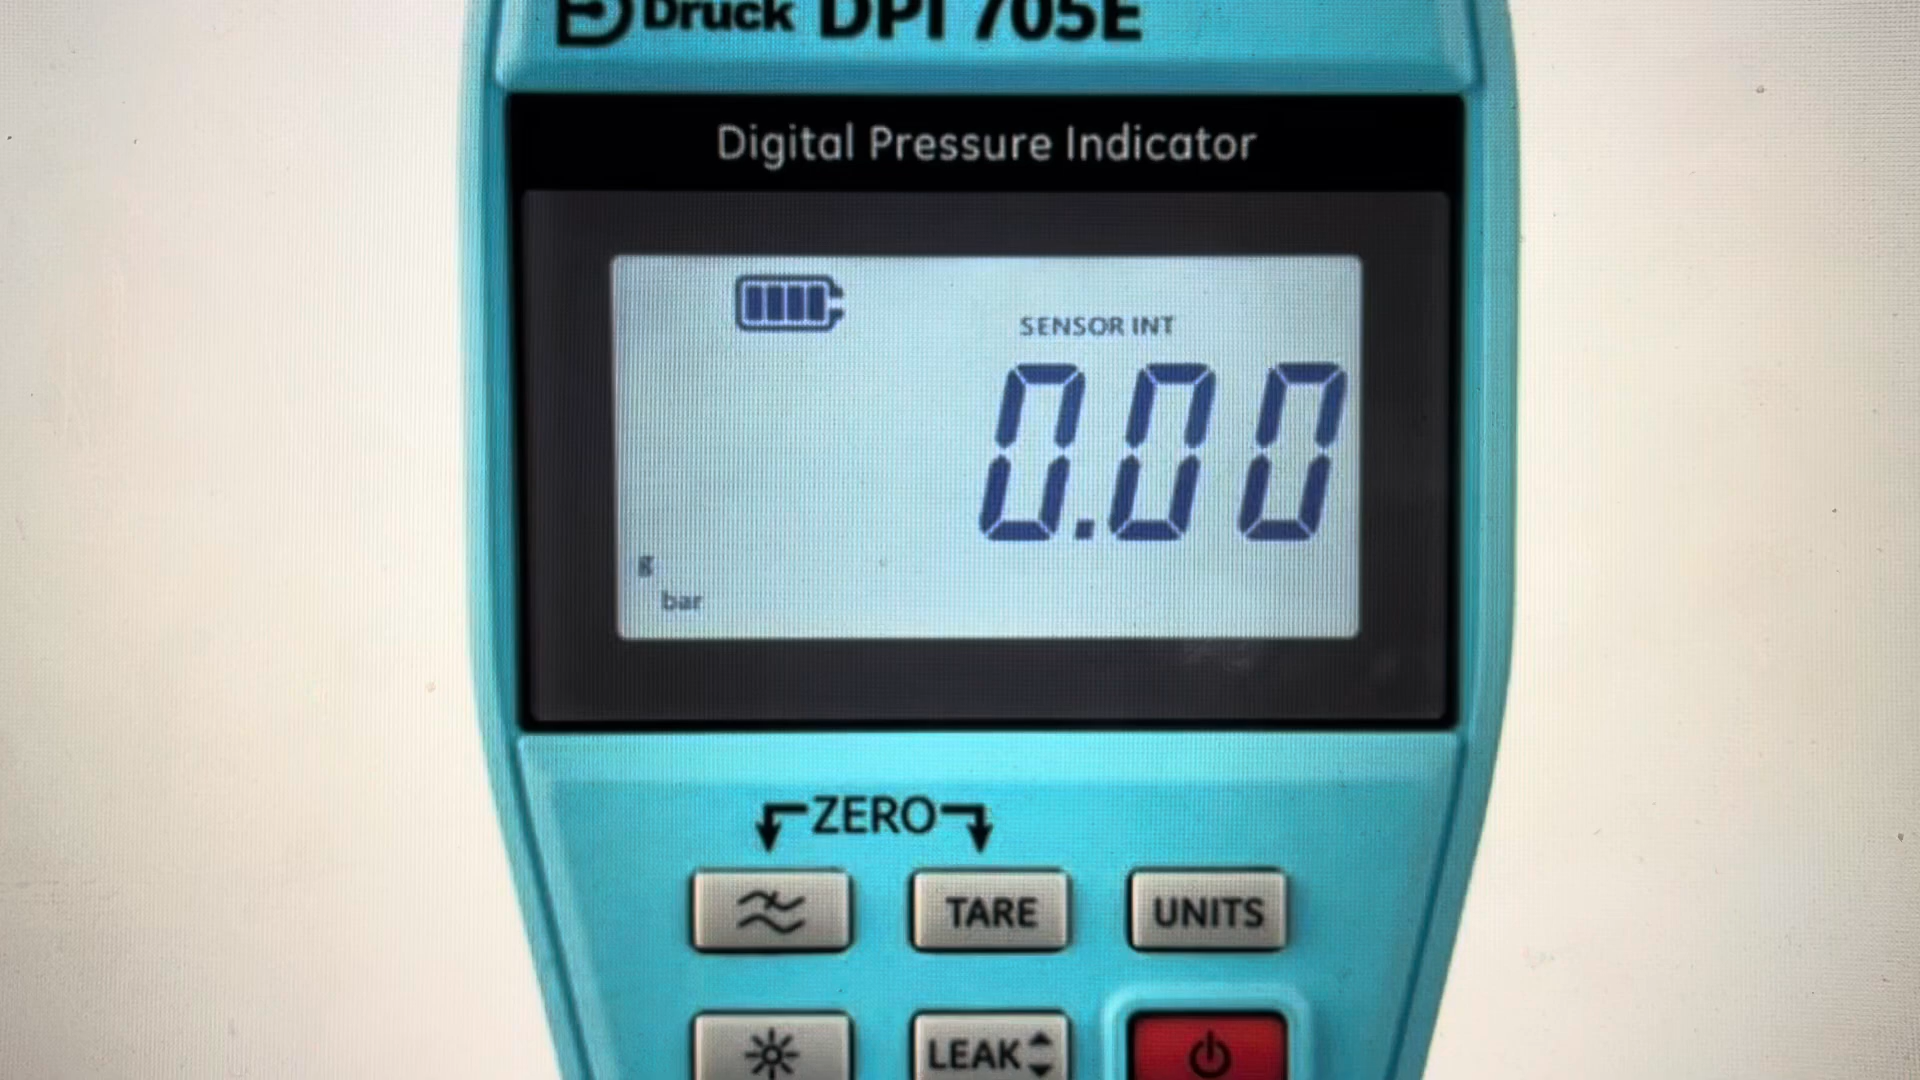 Druck DPI 705E
Digital Pressure Indicator
SENSOR INT
0.00
g
bar
ZERO
TARE UNITS
LEAK